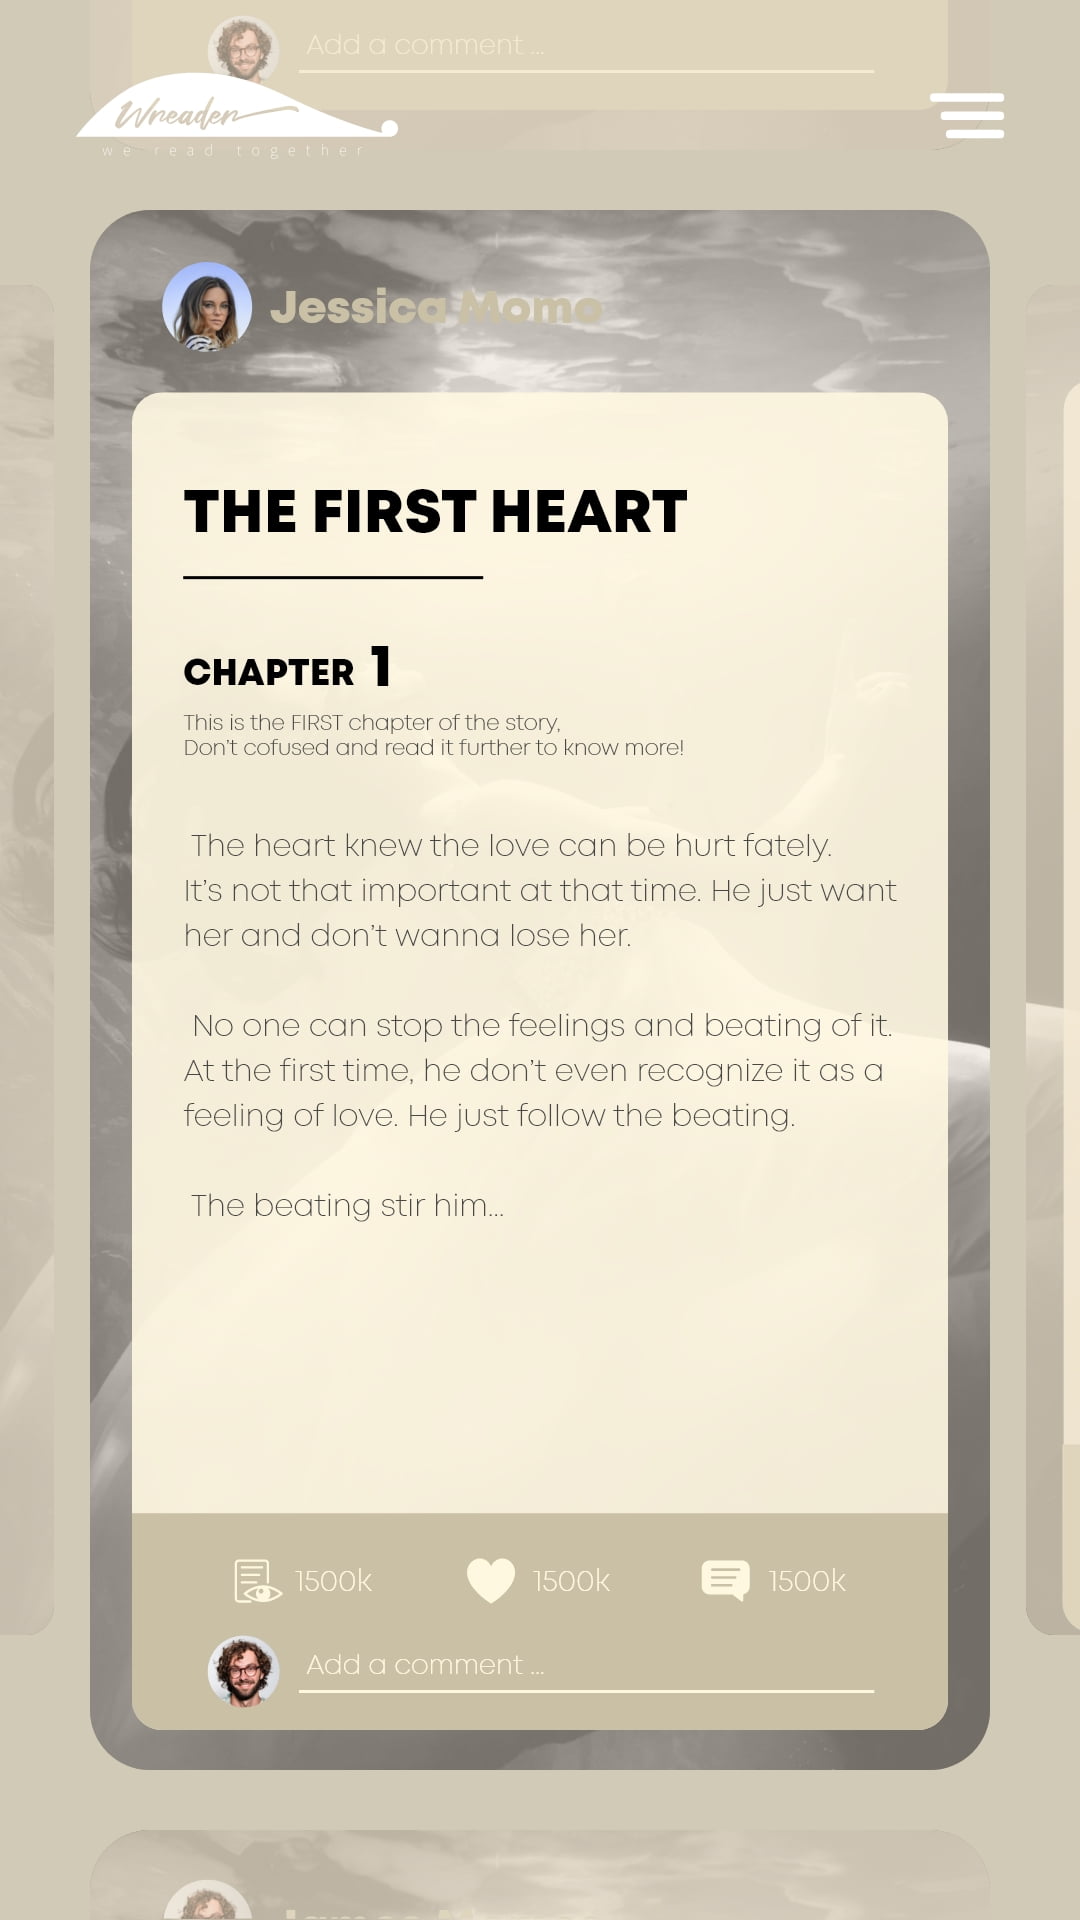 Add a comment ...
Wreader
we read together
Jessica Momo
THE FIRST HEART
CHAPTER 1
This is the FIRST chapter of the story,
Don't cofused and read it further to know more!
The heart knew the love can be hurt fately.
It's not that important at that time. He just want
her and don't wanna lose her.
No one can stop the feelings and beating of it.
At the first time, he don't even recognize it as a
feeling of love. He just follow the beating.
The beating stir him...
1500k 1500k 1500k
Add a comment ...